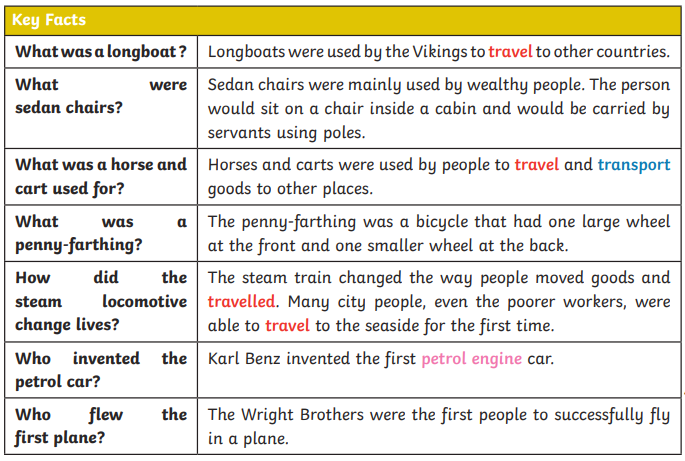 Key Facts
What was a longboat?
Longboats were used by the Vikings to travel to other countries.
What were
sedan chairs?
Sedan chairs were mainly used by wealthy people. The person
would sit on a chair inside a cabin and would be carried by
servants using poles.
What was a horse and
cart used for?
Horses and carts were used by people to travel and transport
goods to other places.
What was a
penny-farthing?
The penny-farthing was a bicycle that had one large wheel
at the front and one smaller wheel at the back.
How did the
steam locomotive
change lives?
The steam train changed the way people moved goods and
travelled. Many city people, even the poorer workers, were
able to travel to the seaside for the first time.
Who invented the
petrol car?
Karl Benz invented the first petrol engine car.
Who flew the
first plane?
The Wright Brothers were the first people to successfully fly
in a plane.